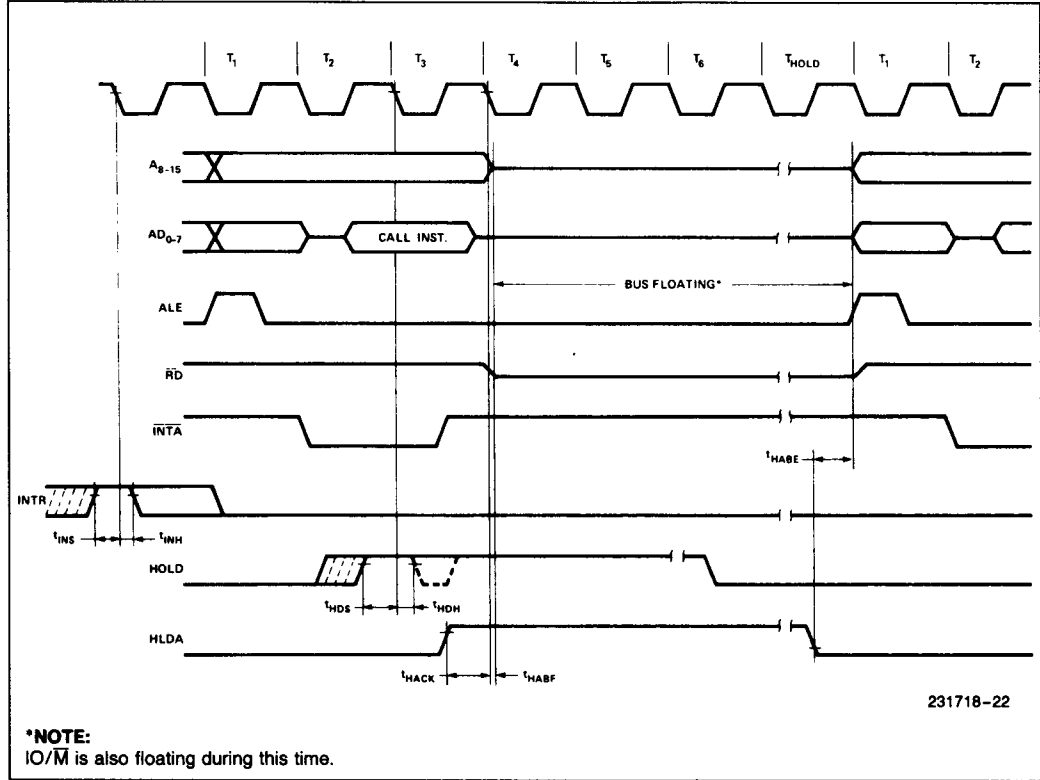 T1 T2 T3 T4 T5 T6 THOLD T1 T2
A8-15
AD0-7 CALL INST.
BUS FLOATING*
ALE
R̅D̅
I̅N̅T̅A̅
tHABE
INTR
tINS tINH
HOLD
tHDS tHDH
HLDA
tHACK tHABF
231718-22
*NOTE:
IO/M̅ is also floating during this time.